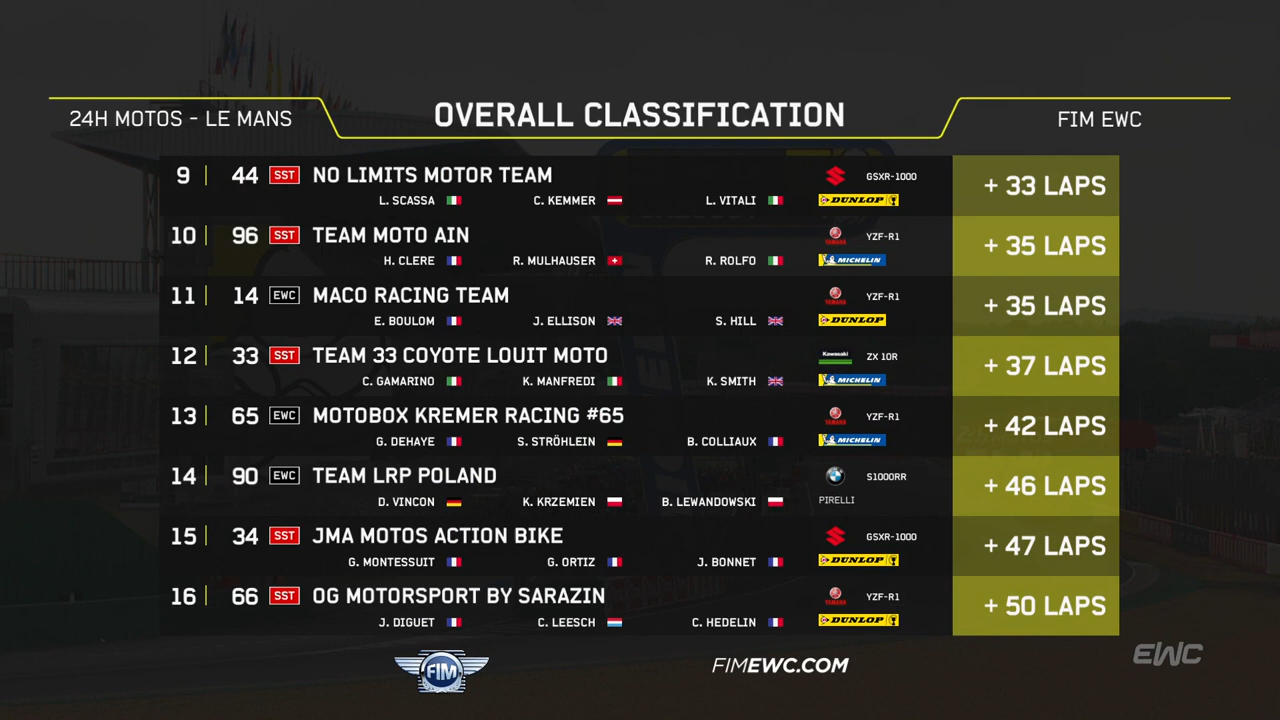 24H MOTOS - LE MANS
OVERALL CLASSIFICATION
FIM EWC
9 44 SST NO LIMITS MOTOR TEAM GSXR-1000 + 33 LAPS
L. SCASSA C. KEMMER L. VITALI DUNLOP
10 96 SST TEAM MOTO AIN YAMAHA YZF-R1 + 35 LAPS
H. CLERE R. MULHAUSER R. ROLFO MICHELIN
11 14 EWC MACO RACING TEAM YAMAHA YZF-R1 + 35 LAPS
E. BOULOM J. ELLISON S. HILL DUNLOP
12 33 SST TEAM 33 COYOTE LOUIT MOTO Kawasaki ZX 10R + 37 LAPS
C. GAMARINO K. MANFREDI K. SMITH MICHELIN
13 65 EWC MOTOBOX KREMER RACING #65 YAMAHA YZF-R1 + 42 LAPS
G. DEHAYE S. STRÖHLEIN B. COLLIAUX MICHELIN
14 90 EWC TEAM LRP POLAND S1000RR + 46 LAPS
D. VINCON K. KRZEMIEN B. LEWANDOWSKI PIRELLI
15 34 SST JMA MOTOS ACTION BIKE GSXR-1000 + 47 LAPS
G. MONTESSUIT G. ORTIZ J. BONNET DUNLOP
16 66 SST OG MOTORSPORT BY SARAZIN YAMAHA YZF-R1 + 50 LAPS
J. DIGUET C. LEESCH C. HEDELIN DUNLOP
FIM
FIMEWC.COM
EWC